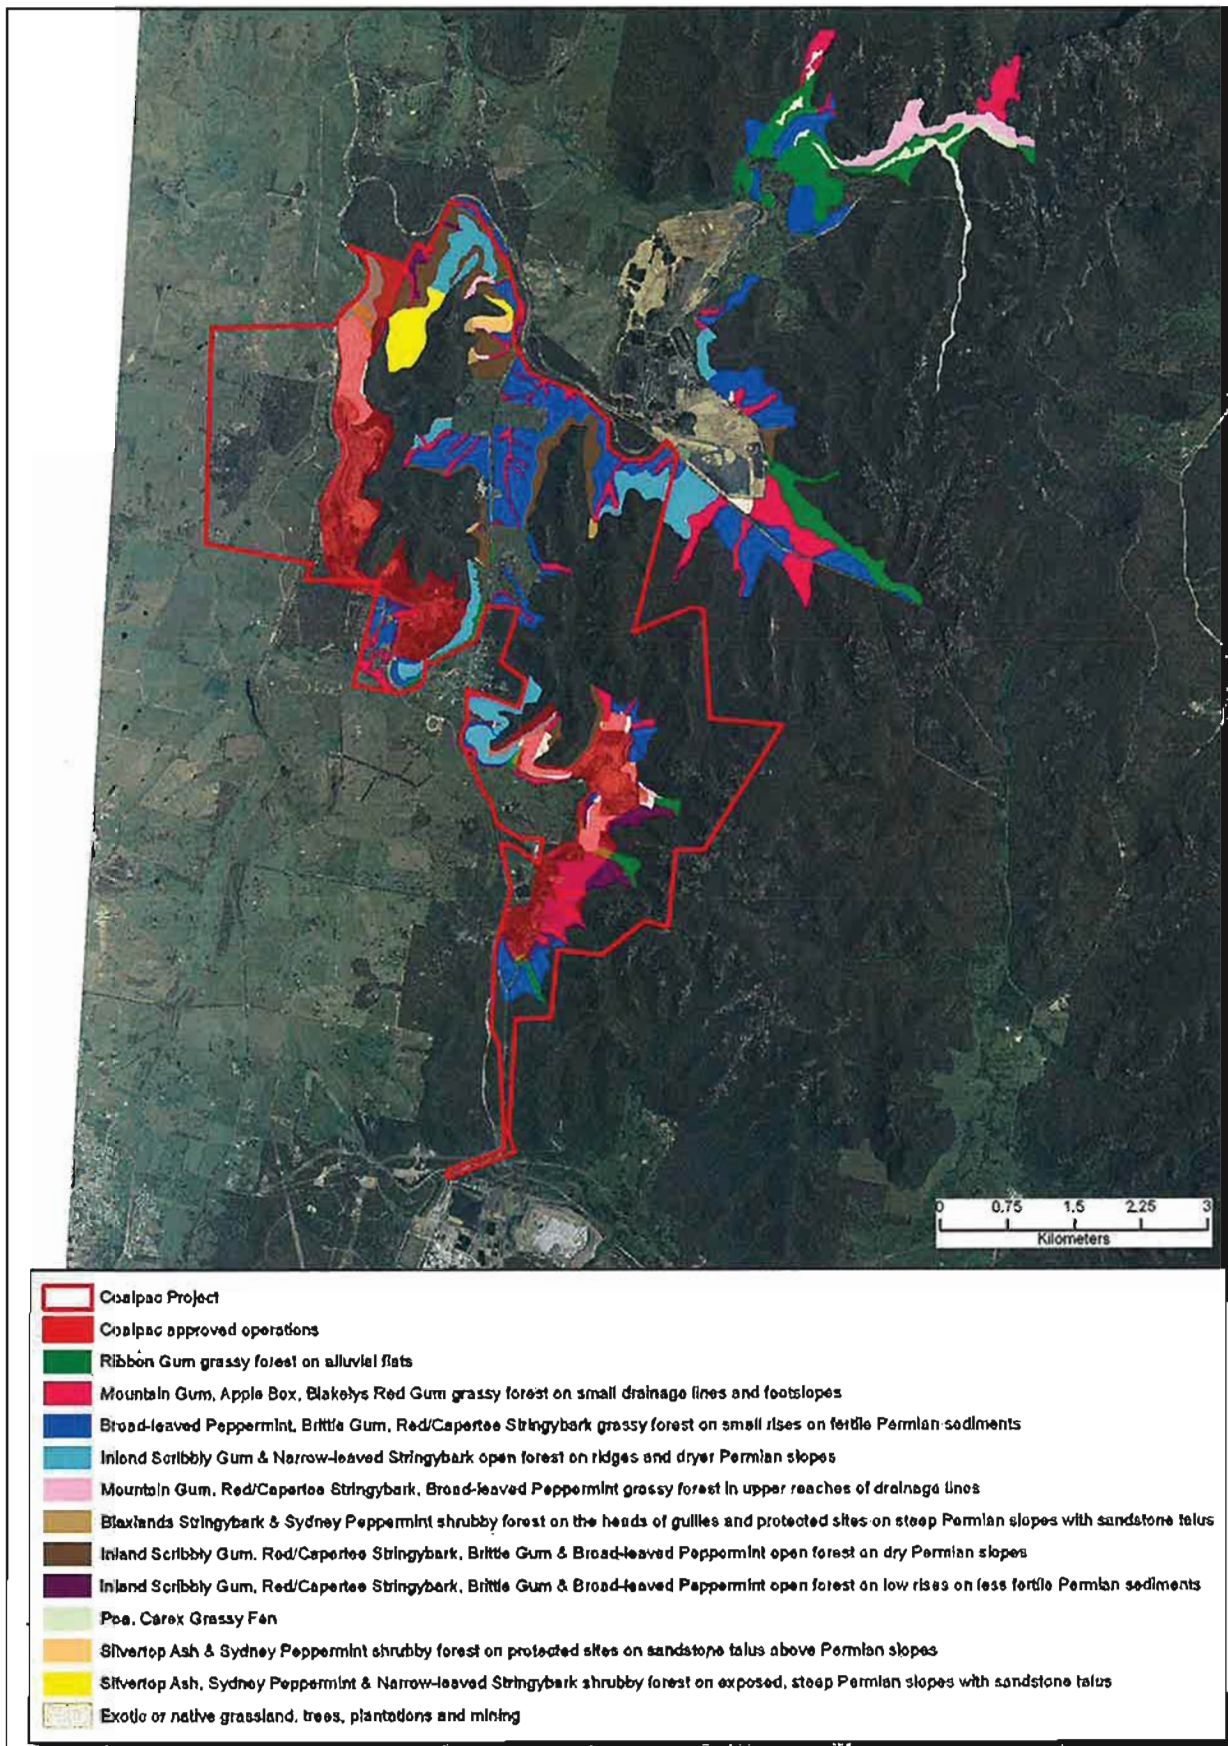 0 0.75 1.5 2.25 3
Kilometers
Coalpac Project
Coalpac approved operations
Ribbon Gum grassy forest on alluvial flats
Mountain Gum, Apple Box, Blakelys Red Gum grassy forest on small drainage lines and footslopes
Broad-leaved Peppermint, Brittle Gum, Red/Capertee Stringybark grassy forest on small rises on fertile Permian sediments
Inland Scribbly Gum & Narrow-leaved Stringybark open forest on ridges and dryer Permian slopes
Mountain Gum, Red/Capertee Stringybark, Broad-leaved Peppermint grassy forest in upper reaches of drainage lines
Blaxlands Stringybark & Sydney Peppermint shrubby forest on the heads of gullies and protected sites on steep Permian slopes with sandstone talus
Inland Scribbly Gum, Red/Capertee Stringybark, Brittle Gum & Broad-leaved Peppermint open forest on dry Permian slopes
Inland Scribbly Gum, Red/Capertee Stringybark, Brittle Gum & Broad-leaved Peppermint open forest on low rises on less fertile Permian sediments
Poa, Carex Grassy Fen
Silvertop Ash & Sydney Peppermint shrubby forest on protected sites on sandstone talus above Permian slopes
Silvertop Ash, Sydney Peppermint & Narrow-leaved Stringybark shrubby forest on exposed, steep Permian slopes with sandstone talus
Exotic or native grassland, trees, plantations and mining